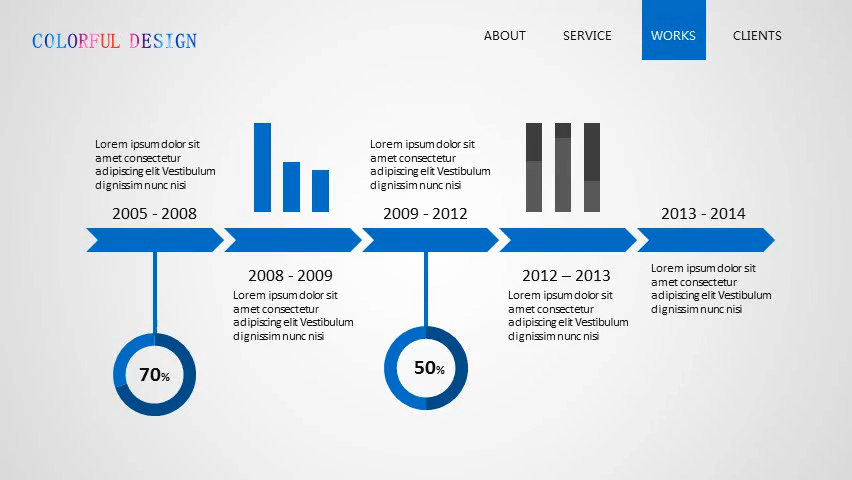 COLORFUL DESIGN
ABOUT
SERVICE
WORKS
CLIENTS
Lorem ipsum dolor sit
amet consectetur
adipiscing elit Vestibulum
dignissim nunc nisi
2005 - 2008
Lorem ipsum dolor sit
amet consectetur
adipiscing elit Vestibulum
dignissim nunc nisi
2009 - 2012
2013 - 2014
2008 - 2009
Lorem ipsum dolor sit
amet consectetur
adipiscing elit Vestibulum
dignissim nunc nisi
2012 – 2013
Lorem ipsum dolor sit
amet consectetur
adipiscing elit Vestibulum
dignissim nunc nisi
Lorem ipsum dolor sit
amet consectetur
adipiscing elit Vestibulum
dignissim nunc nisi
70%
50%